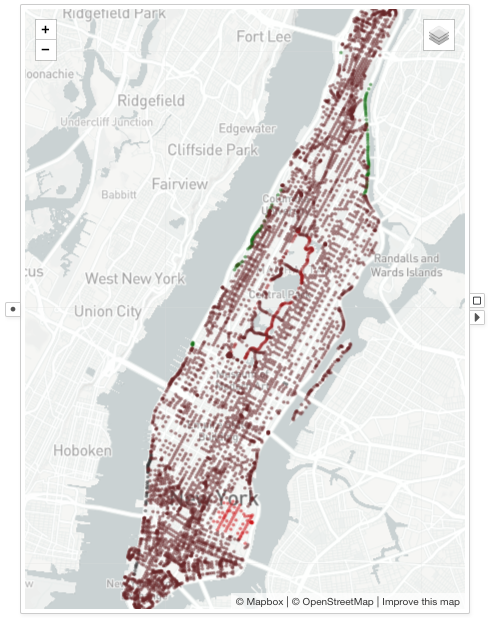 Ridgefield Park
+
−
Fort Lee
oonachie
Ridgefield
Undercliff Junction
Edgewater
Cliffside Park
Fairview
Babbitt
cus
Randalls and
Wards Islands
West New York
Central P
Union City
Hoboken
New York
w
New
© Mapbox | © OpenStreetMap | Improve this map